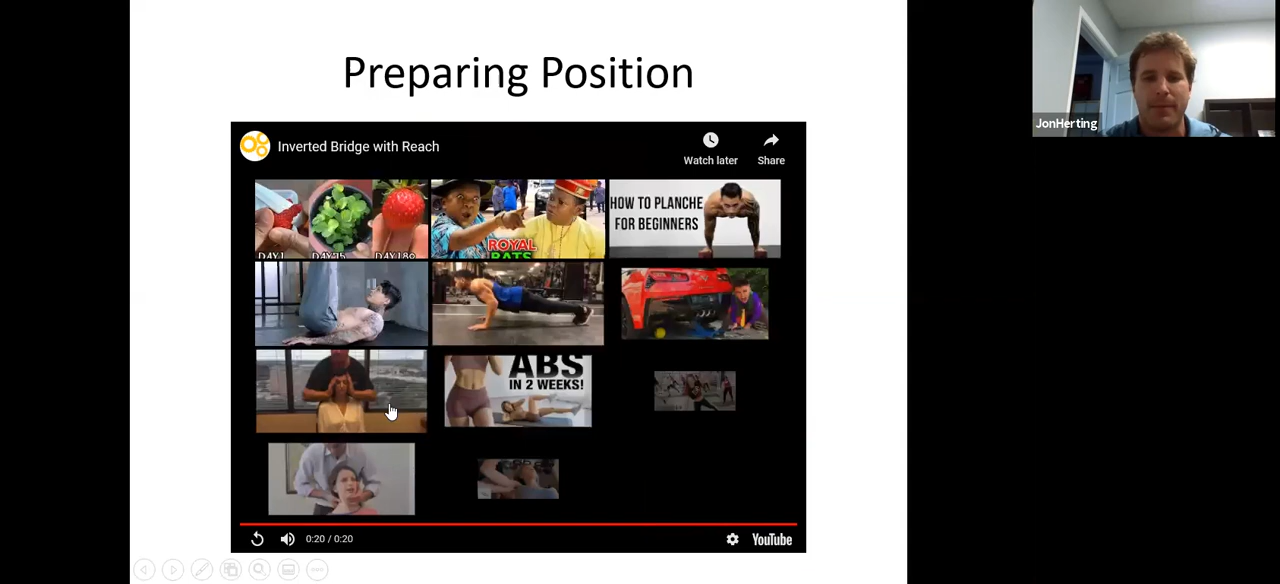 Preparing Position
Inverted Bridge with Reach
Watch later
Share
JonHerting
DAY1
DAY15
DAY180
ROYAL
RATS
HOW TO PLANCHE
FOR BEGINNERS
ABS
IN 2 WEEKS!
0:20 / 0:20
YouTube